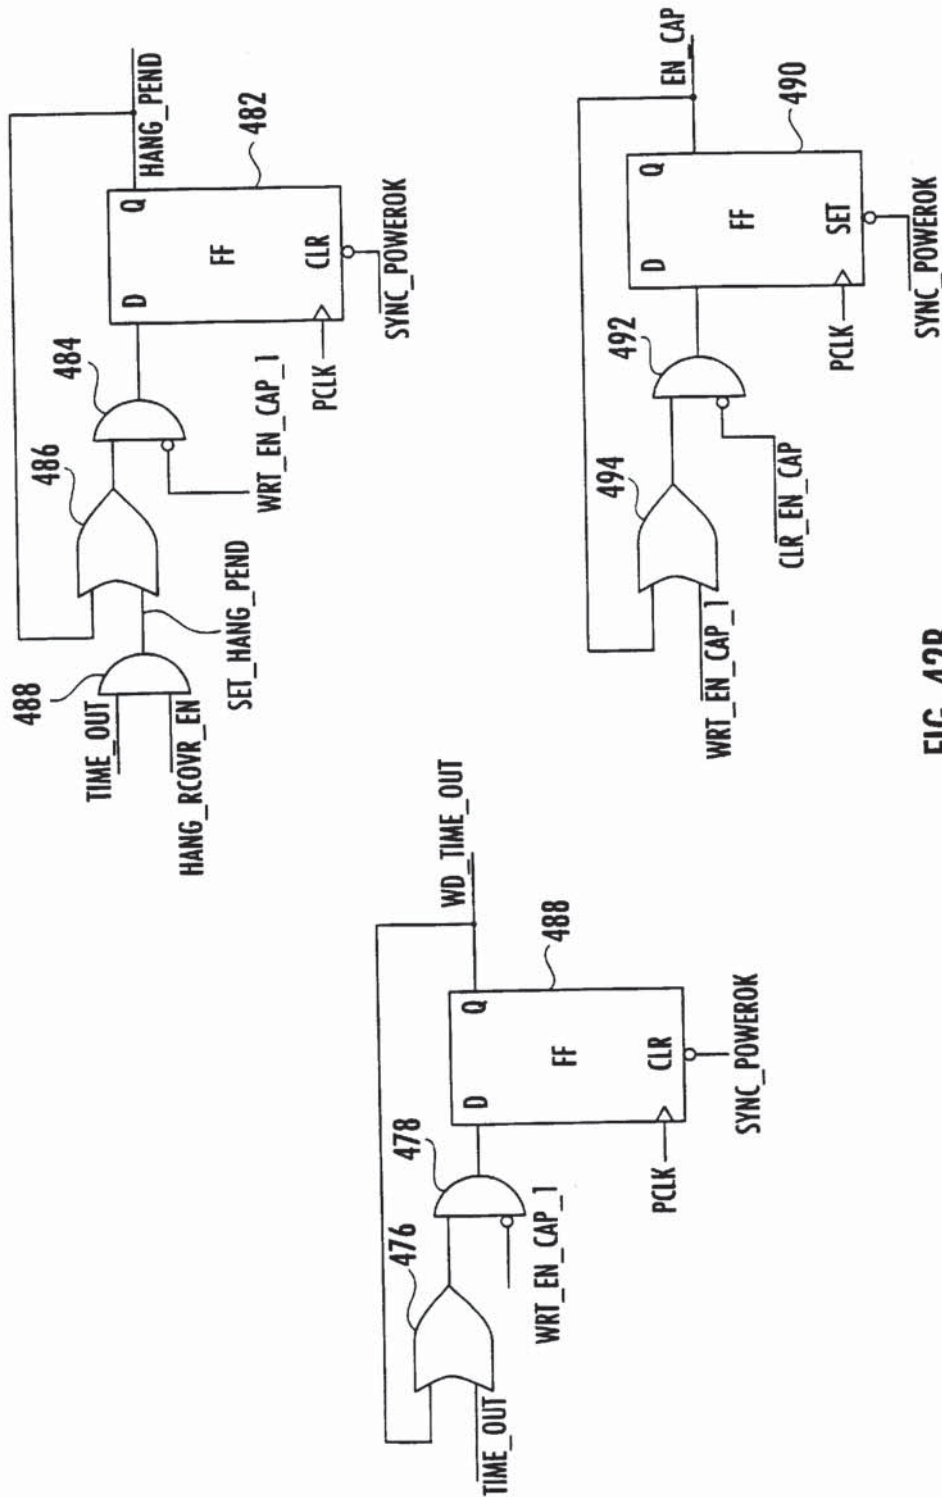 488
TIME_OUT
HANG_RCOVR_EN
SET_HANG_PEND
486
484
WRT_EN_CAP_1
D
Q
FF
CLR
PCLK
SYNC_POWEROK
482
HANG_PEND
TIME_OUT
476
478
WRT_EN_CAP_1
D
Q
FF
CLR
PCLK
SYNC_POWEROK
488
WD_TIME_OUT
WRT_EN_CAP_1
494
492
CLR_EN_CAP
D
Q
FF
SET
PCLK
SYNC_POWEROK
490
EN_CAP
FIG. 42B